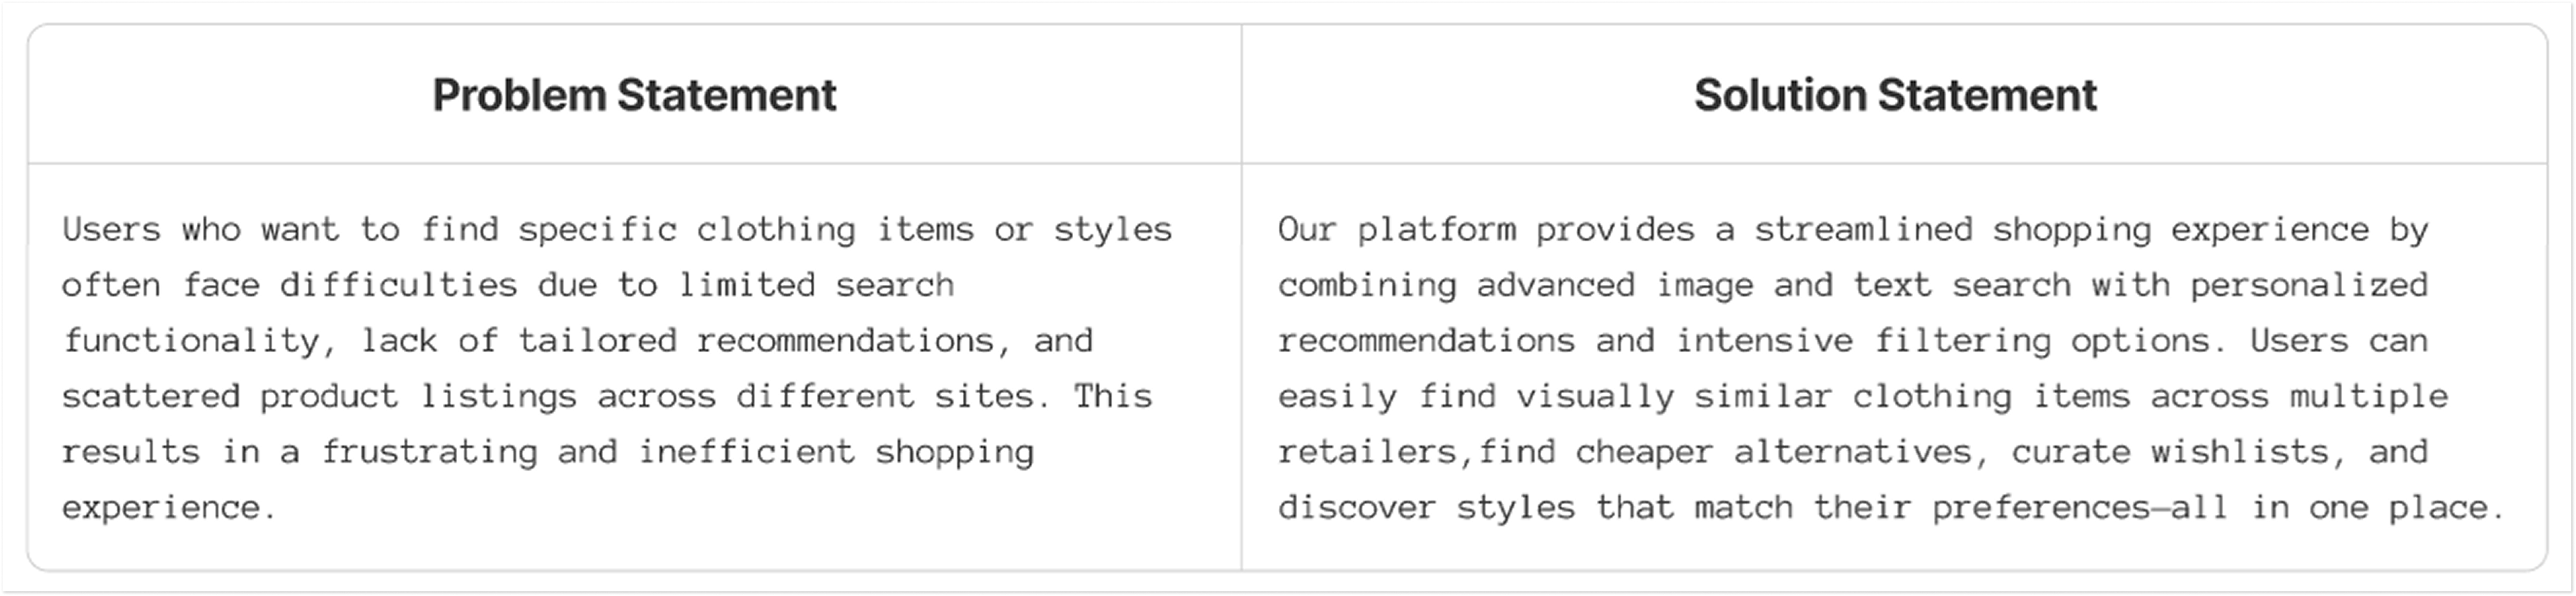 Problem Statement
Users who want to find specific clothing items or styles
often face difficulties due to limited search
functionality, lack of tailored recommendations, and
scattered product listings across different sites. This
results in a frustrating and inefficient shopping
experience.
Solution Statement
Our platform provides a streamlined shopping experience by
combining advanced image and text search with personalized
recommendations and intensive filtering options. Users can
easily find visually similar clothing items across multiple
retailers,find cheaper alternatives, curate wishlists, and
discover styles that match their preferences—all in one place.